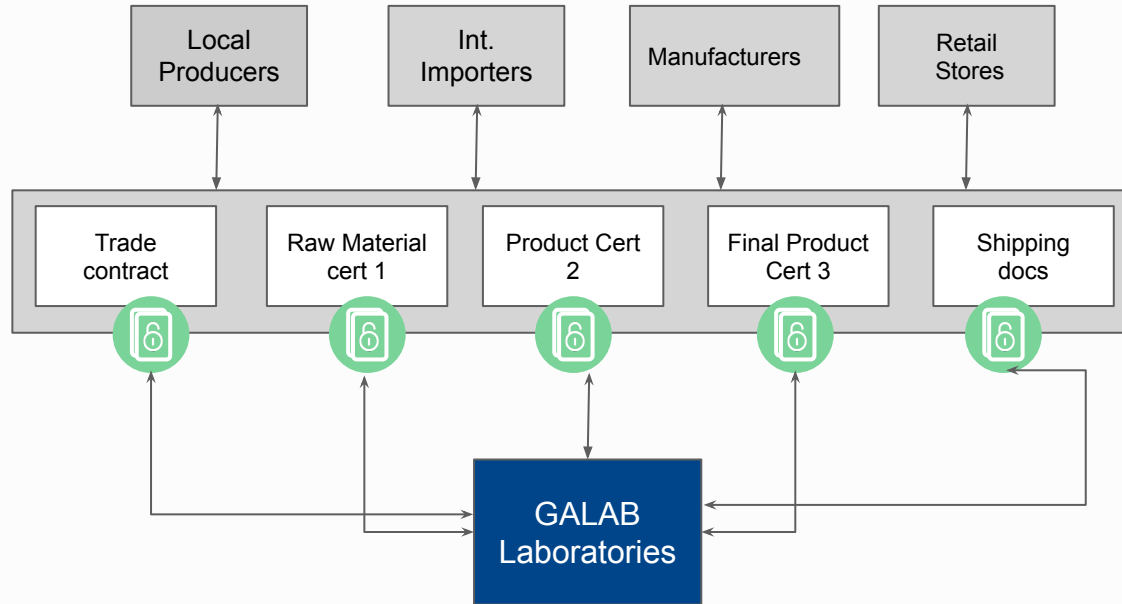 Local
Producers
Int.
Importers
Manufacturers
Retail
Stores
Trade
contract
Raw Material
cert 1
Product Cert
2
Final Product
Cert 3
Shipping
docs
GALAB
Laboratories